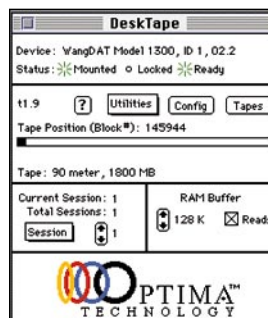 DeskTape
Device: WangDAT Model 1300, ID 1, 02.2
Status: Mounted Locked Ready
t1.9 ? Utilities Config Tapes
Tape Position (Block#): 145944
Tape: 90 meter, 1800 MB
Current Session: 1
Total Sessions: 1
Session 1
RAM Buffer
128 K Read
OPTIMA™
TECHNOLOGY